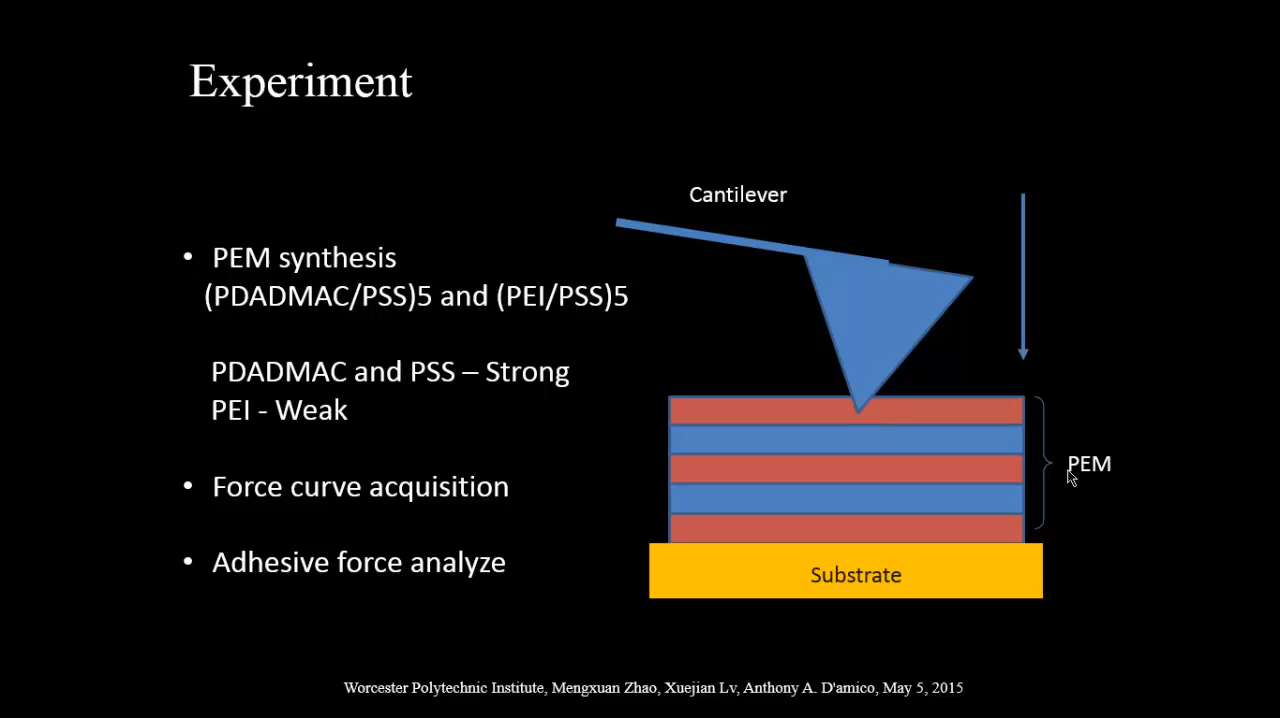 Experiment
Cantilever
• PEM synthesis
(PDADMAC/PSS)5 and (PEI/PSS)5
PDADMAC and PSS – Strong
PEI - Weak
• Force curve acquisition
• Adhesive force analyze
PEM
Substrate
Worcester Polytechnic Institute, Mengxuan Zhao, Xuejian Lv, Anthony A. D'amico, May 5, 2015